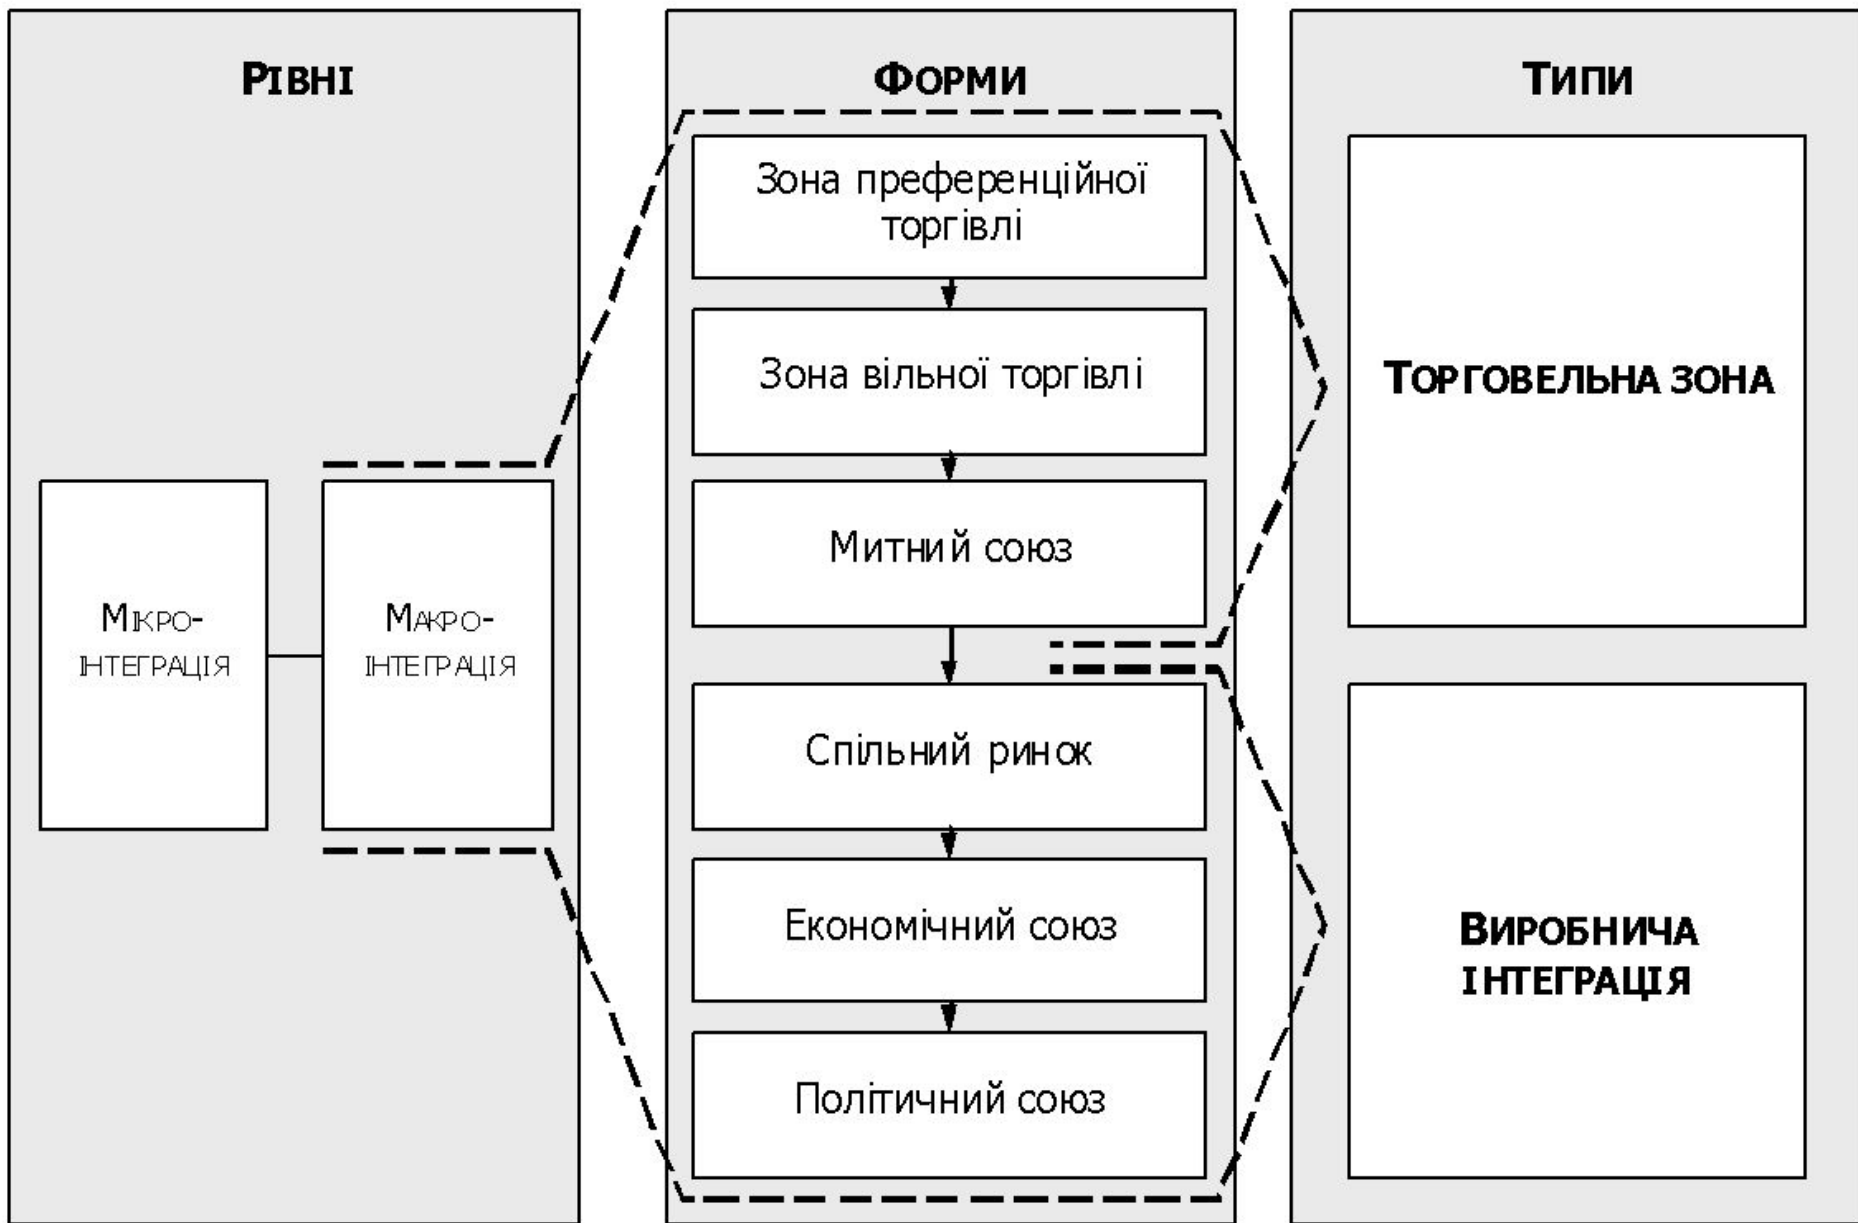 РІВНІ
ФОРМИ
ТИПИ
МІКРО-
ІНТЕГРАЦІЯ
МАКРО-
ІНТЕГРАЦІЯ
Зона преференційної
торгівлі
Зона вільної торгівлі
Митний союз
Спільний ринок
Економічний союз
Політичний союз
ТОРГОВЕЛЬНА ЗОНА
ВИРОБНИЧА
ІНТЕГРАЦІЯ